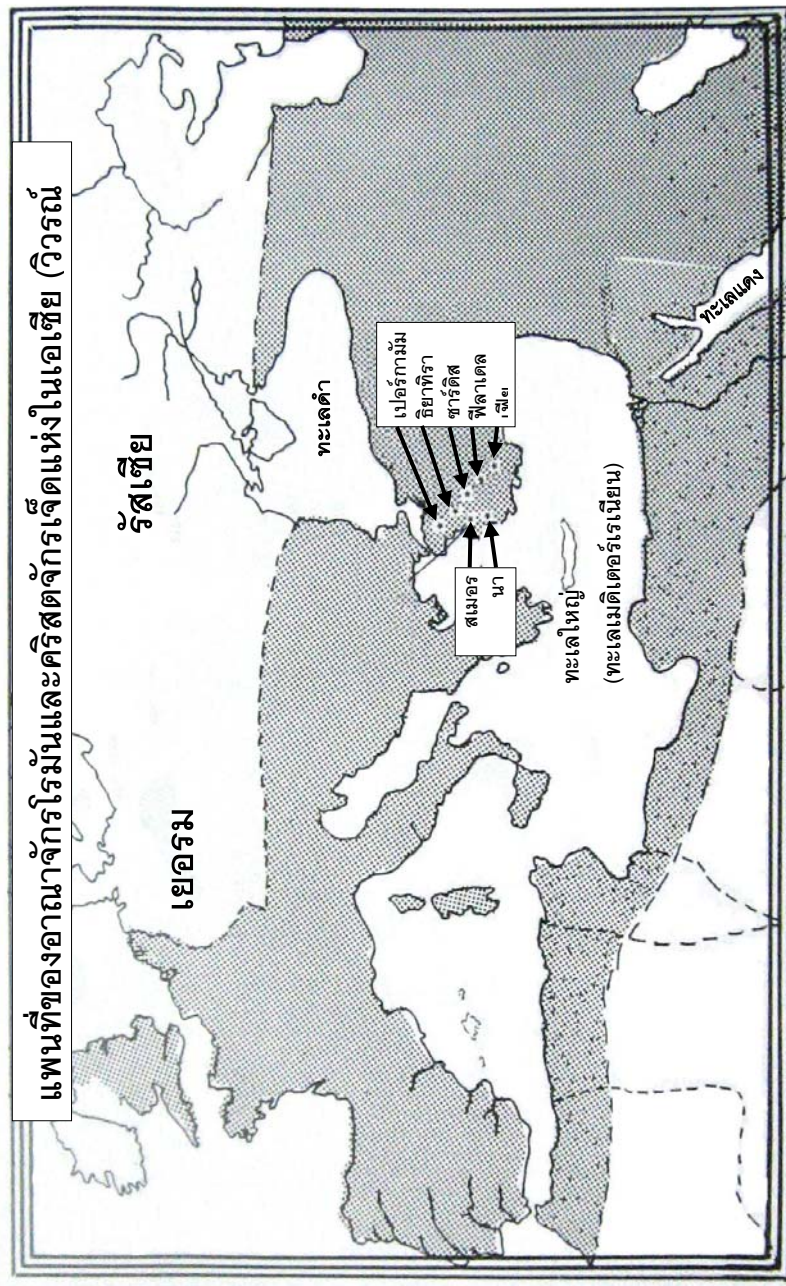 แพนที่ของอาณาจักรโรมันและคริสตจักรเจ็ดแห่งในเอเชีย (วิวรณ์
รัสเซีย
เยอรม
ทะเลดำ
เปอร์กามัม
ธิยาทิรา
ซาร์ดิส
ฟีลาเดล
เฟีย
สเมอร
นา
ทะเลใหญ่
(ทะเลเมดิเตอร์เรเนียน)
ทะเลแดง